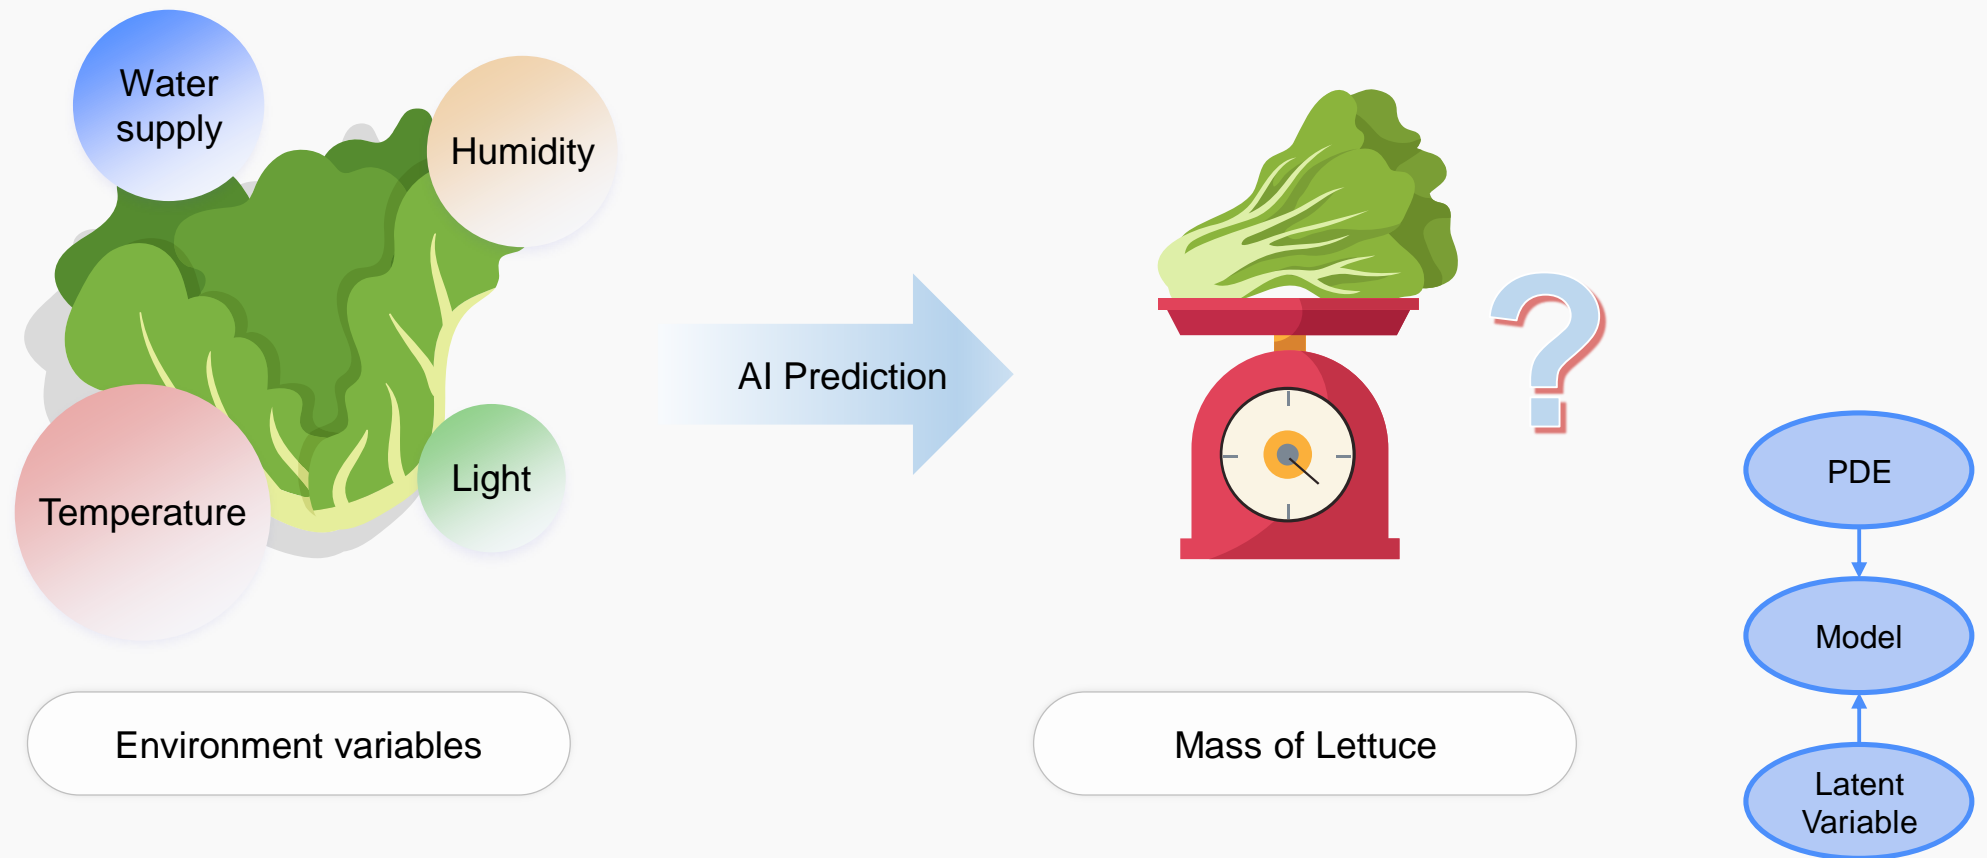 Water
supply
Humidity
Temperature
Light
Environment variables
AI Prediction
Mass of Lettuce
?
PDE
Model
Latent
Variable